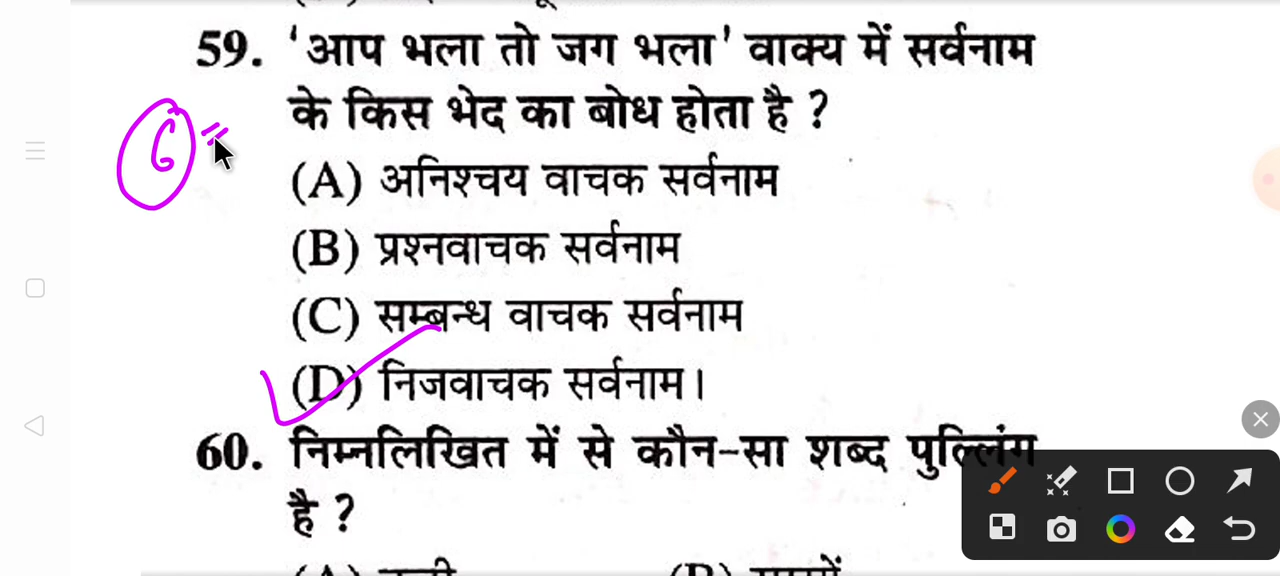 59. 'आप भला तो जग भला' वाक्य में सर्वनाम
के किस भेद का बोध होता है ?
6
(A) अनिश्चय वाचक सर्वनाम
(B) प्रश्नवाचक सर्वनाम
(C) सम्बन्ध वाचक सर्वनाम
(D) निजवाचक सर्वनाम।
60. निम्नलिखित में से कौन-सा शब्द पुल्लिंग
है ?
(A)
(B)